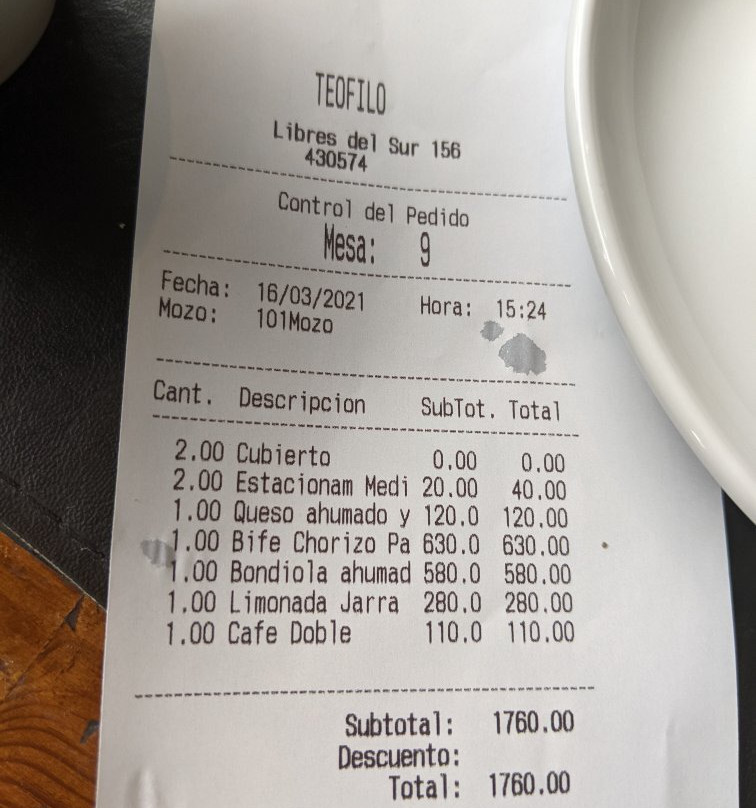 TEOFILO
Libres del Sur 156
430574
Control del Pedido
Mesa: 9
Fecha: 16/03/2021 Hora: 15:24
Mozo: 101Mozo
Cant. Descripcion SubTot. Total
2.00 Cubierto 0.00 0.00
2.00 Estacionam Medi 20.00 40.00
1.00 Queso ahumado y 120.0 120.00
1.00 Bife Chorizo Pa 630.0 630.00
1.00 Bondiola ahumad 580.0 580.00
1.00 Limonada Jarra 280.0 280.00
1.00 Cafe Doble 110.0 110.00
Subtotal: 1760.00
Descuento:
Total: 1760.00